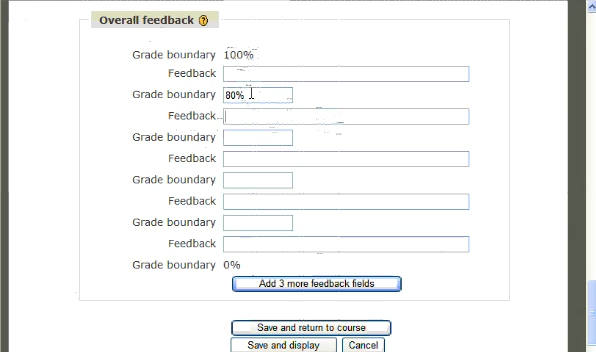 Overall feedback ?
Grade boundary 100%
Feedback
Grade boundary 80%
Feedback
Grade boundary
Feedback
Grade boundary
Feedback
Grade boundary
Feedback
Grade boundary 0%
Add 3 more feedback fields
Save and return to course
Save and display Cancel